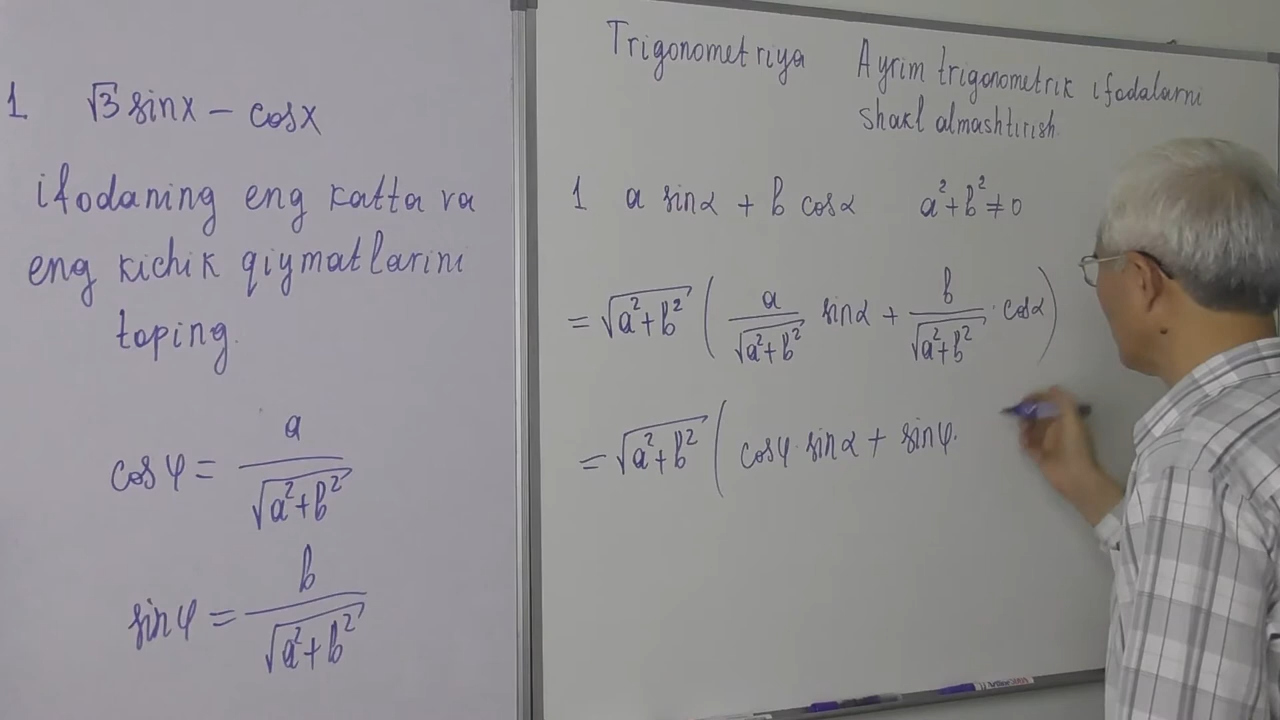 1 √3 sinx – cosx
ifodaning eng katta va
eng kichik qiymatlarini
toping.
cosφ = a/√(a²+b²)
sinφ = b/√(a²+b²)
Trigonometriya Ayrim trigonometrik ifodalarni
shakl almashtirish.
1 a sinα + b cosα a²+b²≠0
= √(a²+b²) ( a/√(a²+b²) sinα + b/√(a²+b²) · cosα )
= √(a²+b²) ( cosφ · sinα + sinφ ·